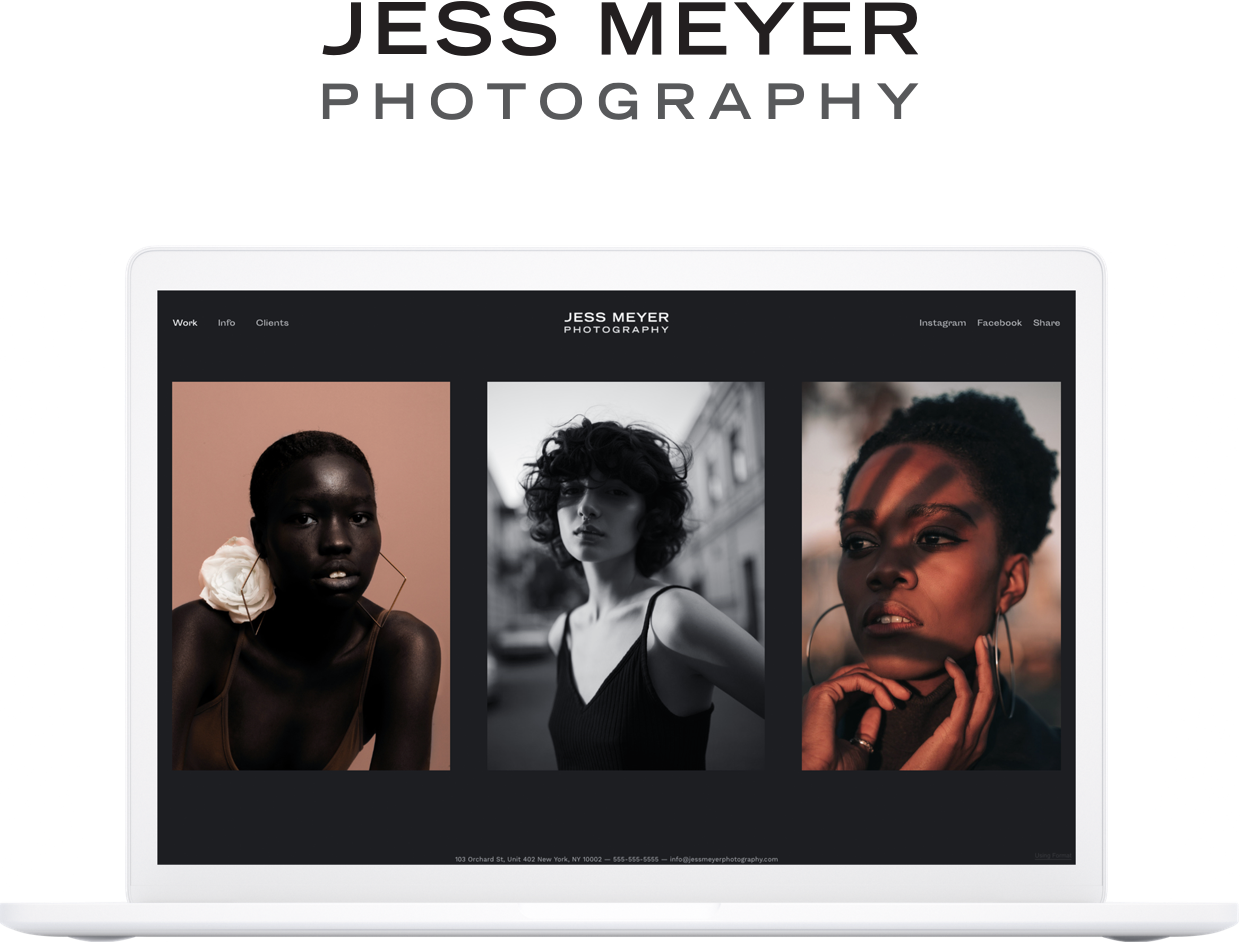 JESS MEYER
PHOTOGRAPHY
Work Info Clients
JESS MEYER
PHOTOGRAPHY
Instagram Facebook Share
103 Orchard St, Unit 402 New York, NY 10002 — 555-555-5555 — info@jessmeyerphotography.com